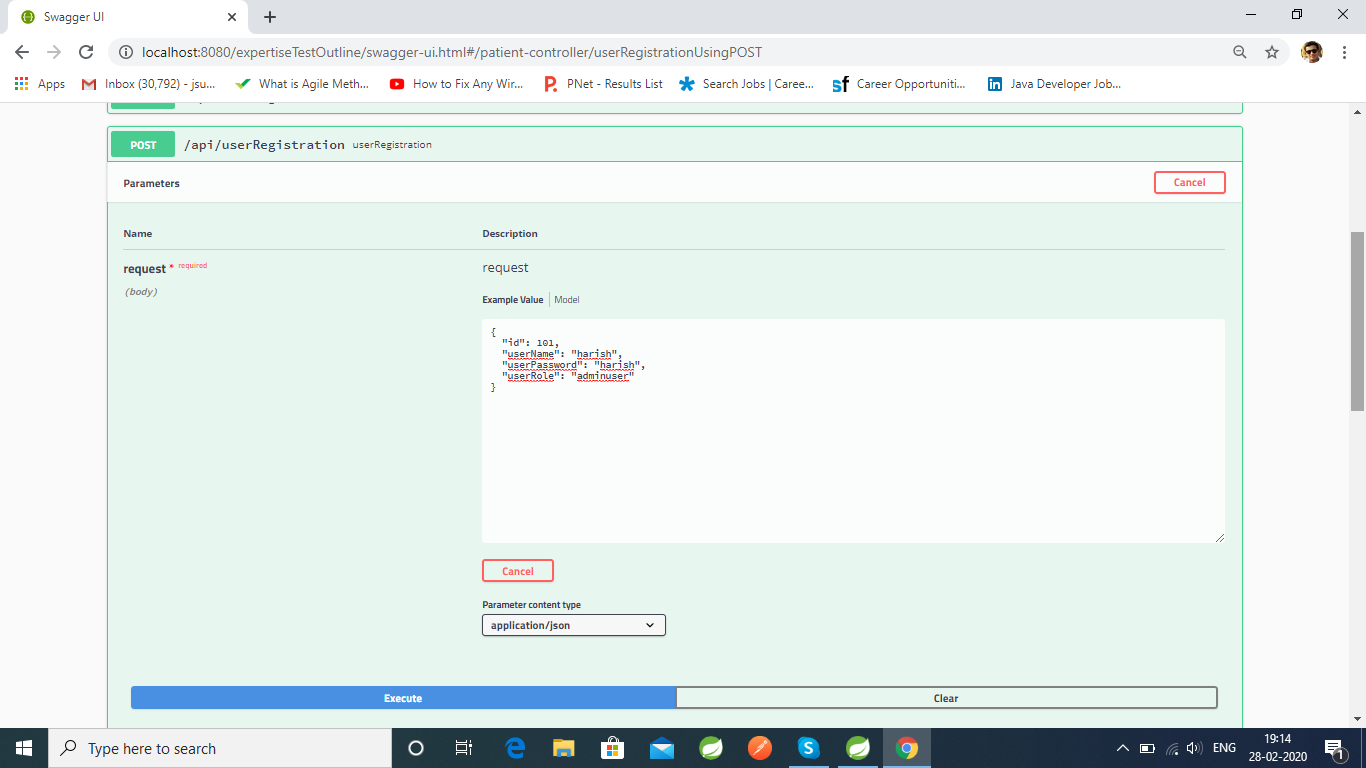 Swagger UI
localhost:8080/expertiseTestOutline/swagger-ui.html#/patient-controller/userRegistrationUsingPOST
Apps Inbox (30,792) - jsu... What is Agile Meth... How to Fix Any Wir... PNet - Results List Search Jobs | Caree... Career Opportuniti... Java Developer Job...
POST /api/userRegistration userRegistration
Parameters Cancel
Name Description
request * required request
(body)
Example Value Model
{
"id": 101,
"userName": "harish",
"userPassword": "harish",
"userRole": "adminuser"
}
Cancel
Parameter content type
application/json
Execute Clear
Type here to search
ENG
19:14
28-02-2020
1